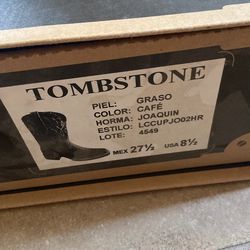 TOMBSTONE
PIEL: GRASO
COLOR: CAFÉ
HORMA: JOAQUIN
ESTILO: LCCUPJO02HR
LOTE: 4549
MEX 27½ USA 8½